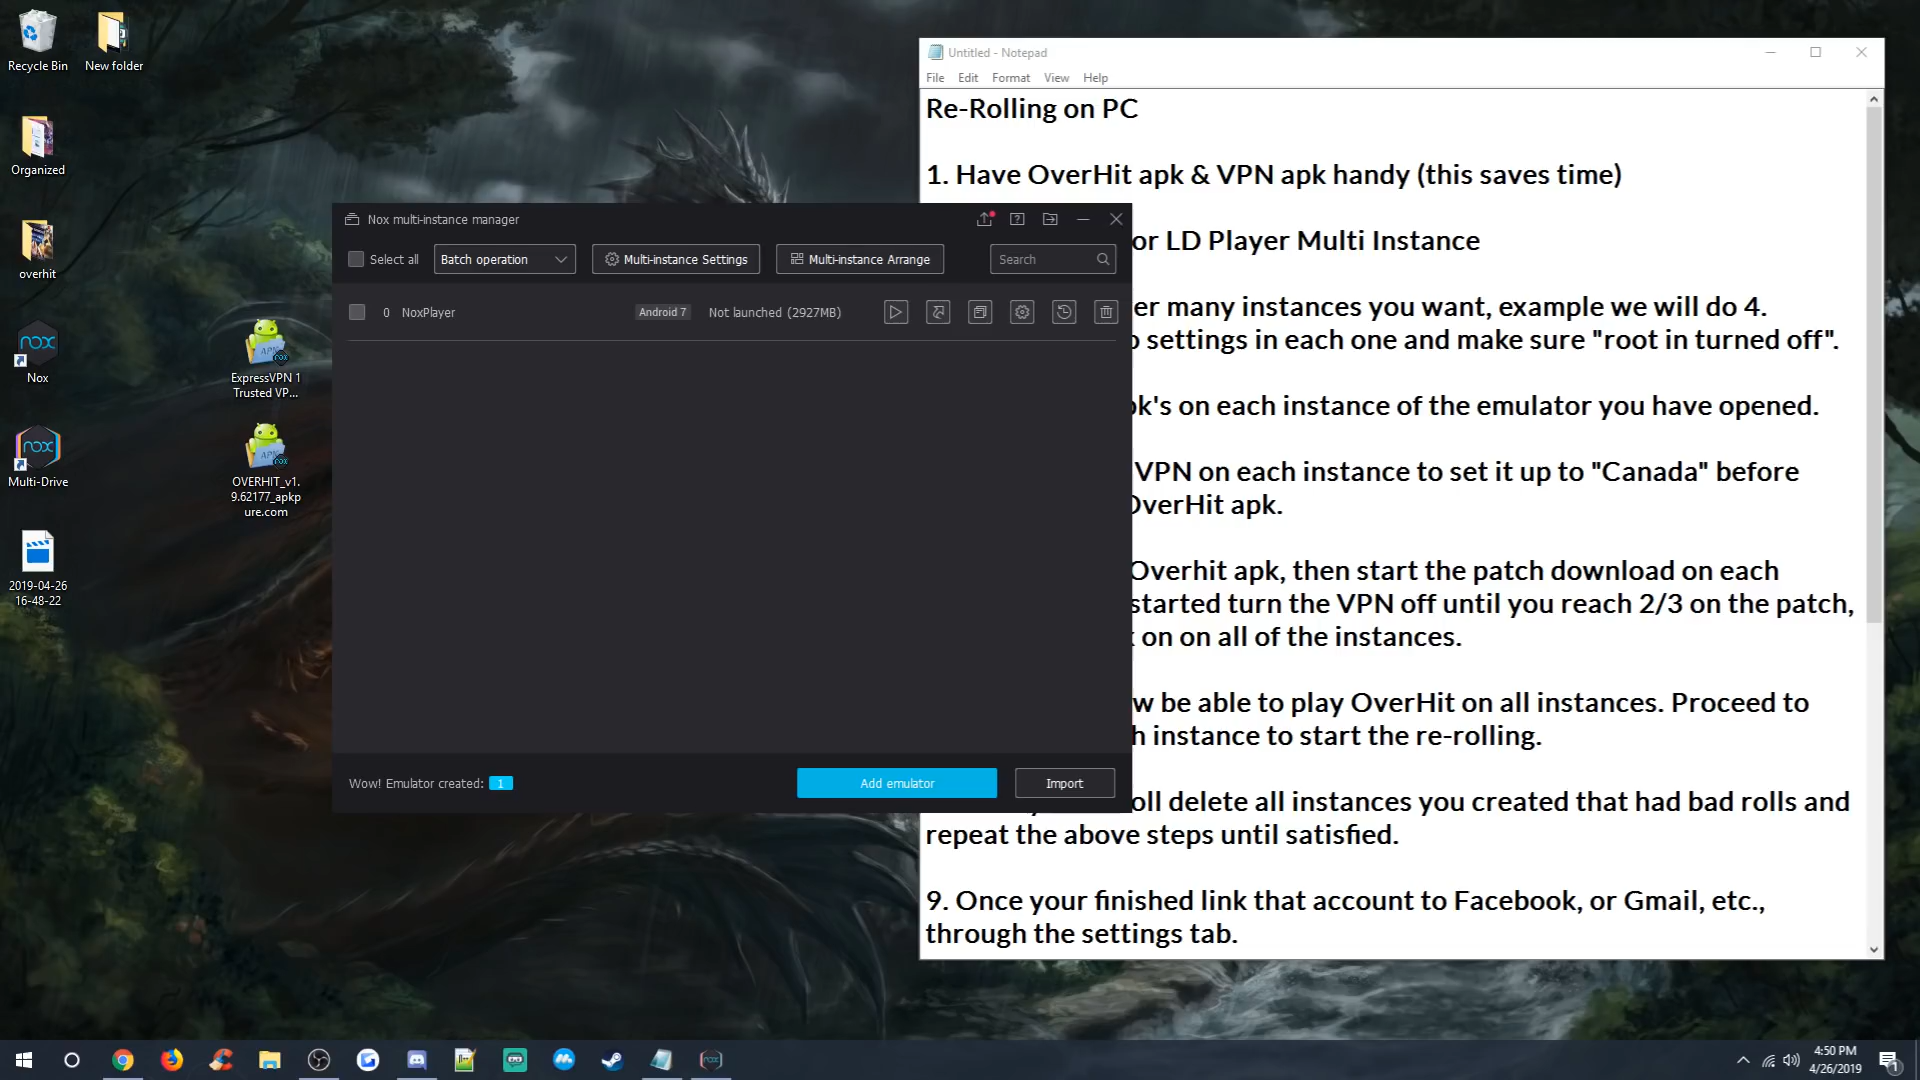 Recycle Bin
New folder
Organized
overhit
Nox
ExpressVPN 1
Trusted VP...
Multi-Drive
OVERHIT_v1.
9.62177_apkp
ure.com
2019-04-26
16-48-22
Untitled - Notepad
File Edit Format View Help
Re-Rolling on PC
1. Have OverHit apk & VPN apk handy (this saves time)
or LD Player Multi Instance
er many instances you want, example we will do 4.
settings in each one and make sure "root in turned off".
k's on each instance of the emulator you have opened.
VPN on each instance to set it up to "Canada" before
OverHit apk.
Overhit apk, then start the patch download on each
started turn the VPN off until you reach 2/3 on the patch,
on on all of the instances.
w be able to play OverHit on all instances. Proceed to
h instance to start the re-rolling.
oll delete all instances you created that had bad rolls and
repeat the above steps until satisfied.
9. Once your finished link that account to Facebook, or Gmail, etc.,
through the settings tab.
Nox multi-instance manager
Select all
Batch operation
Multi-instance Settings
Multi-instance Arrange
Search
0 NoxPlayer Android 7 Not launched (2927MB)
Wow! Emulator created: 1
Add emulator
Import
4:50 PM
4/26/2019